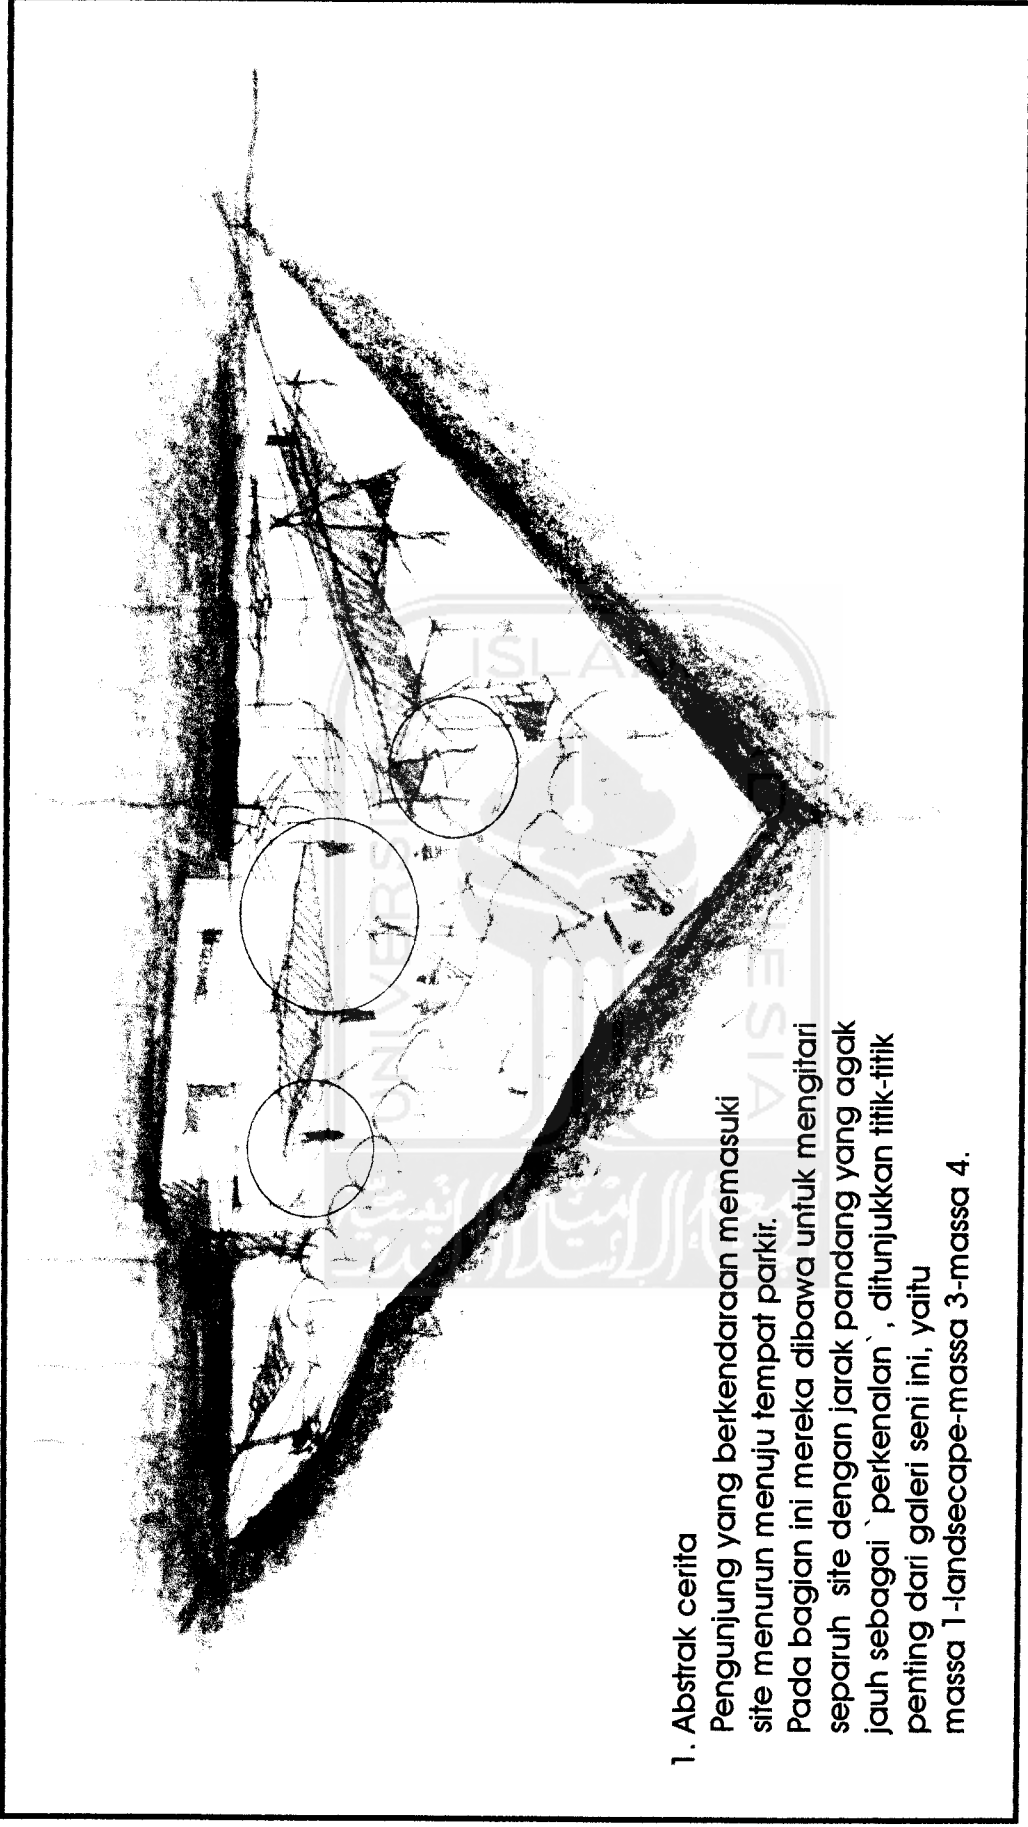 1. Abstrak cerita
Pengunjung yang berkendaraan memasuki
site menurun menuju tempat parkir.
Pada bagian ini mereka dibawa untuk mengitari
separuh site dengan jarak pandang yang agak
jauh sebagai `perkenalan`, ditunjukkan titik-titik
penting dari galeri seni ini, yaitu
massa 1-landsecape-massa 3-massa 4.
ISLAM